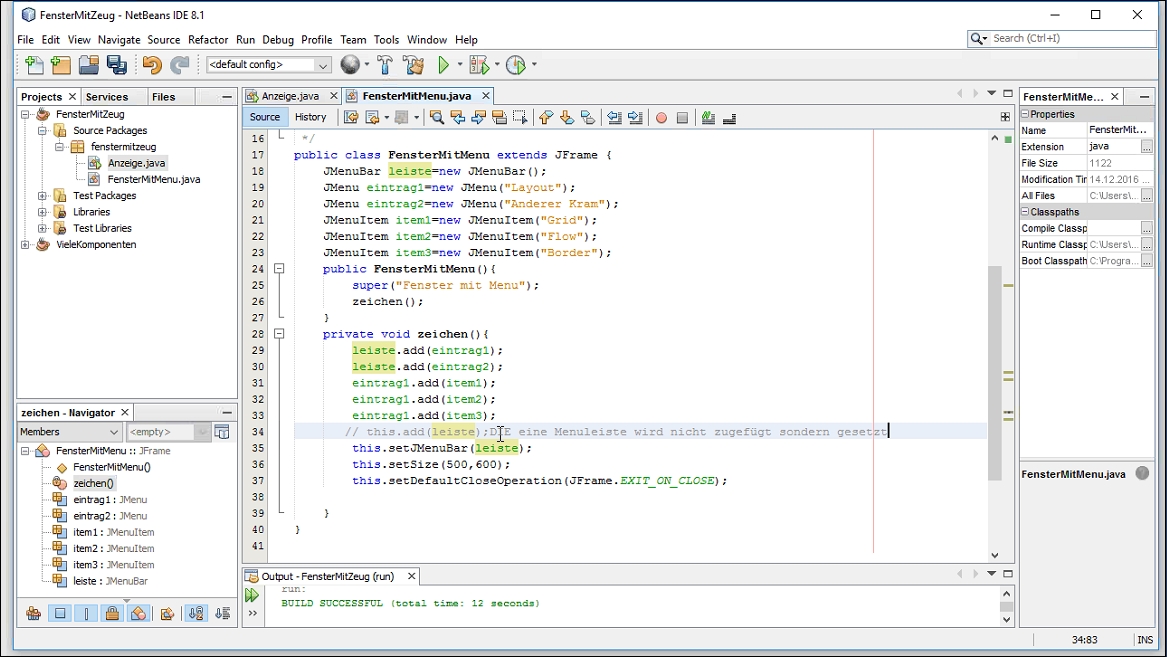 FensterMitZeug - NetBeans IDE 8.1
File Edit View Navigate Source Refactor Run Debug Profile Team Tools Window Help
Search (Ctrl+I)
<default config>
Projects Services Files
FensterMitZeug
Source Packages
fenstermitzeug
Anzeige.java
FensterMitMenu.java
Test Packages
Libraries
Test Libraries
VieleKomponenten
zeichen - Navigator
Members <empty>
FensterMitMenu :: JFrame
FensterMitMenu()
zeichen()
eintrag1 : JMenu
eintrag2 : JMenu
item1 : JMenuItem
item2 : JMenuItem
item3 : JMenuItem
leiste : JMenuBar
Anzeige.java FensterMitMenu.java
Source History
16 */
17 public class FensterMitMenu extends JFrame {
18 JMenuBar leiste=new JMenuBar();
19 JMenu eintrag1=new JMenu("Layout");
20 JMenu eintrag2=new JMenu("Anderer Kram");
21 JMenuItem item1=new JMenuItem("Grid");
22 JMenuItem item2=new JMenuItem("Flow");
23 JMenuItem item3=new JMenuItem("Border");
24 public FensterMitMenu(){
25 super("Fenster mit Menu");
26 zeichen();
27 }
28 private void zeichen(){
29 leiste.add(eintrag1);
30 leiste.add(eintrag2);
31 eintrag1.add(item1);
32 eintrag1.add(item2);
33 eintrag1.add(item3);
34 // this.add(leiste);DIE eine Menuleiste wird nicht zugefügt sondern gesetzt
35 this.setJMenuBar(leiste);
36 this.setSize(500,600);
37 this.setDefaultCloseOperation(JFrame.EXIT_ON_CLOSE);
38
39 }
40 }
41
Output - FensterMitZeug (run)
run:
BUILD SUCCESSFUL (total time: 12 seconds)
FensterMitMe...
Properties
Name FensterMit...
Extension java ...
File Size 1122
Modification Tir 14.12.2016 ...
All Files C:\Users\... ...
Classpaths
Compile Classp ...
Runtime Classp C:\Users\... ...
Boot Classpath C:\Progra... ...
FensterMitMenu.java
34:83 INS